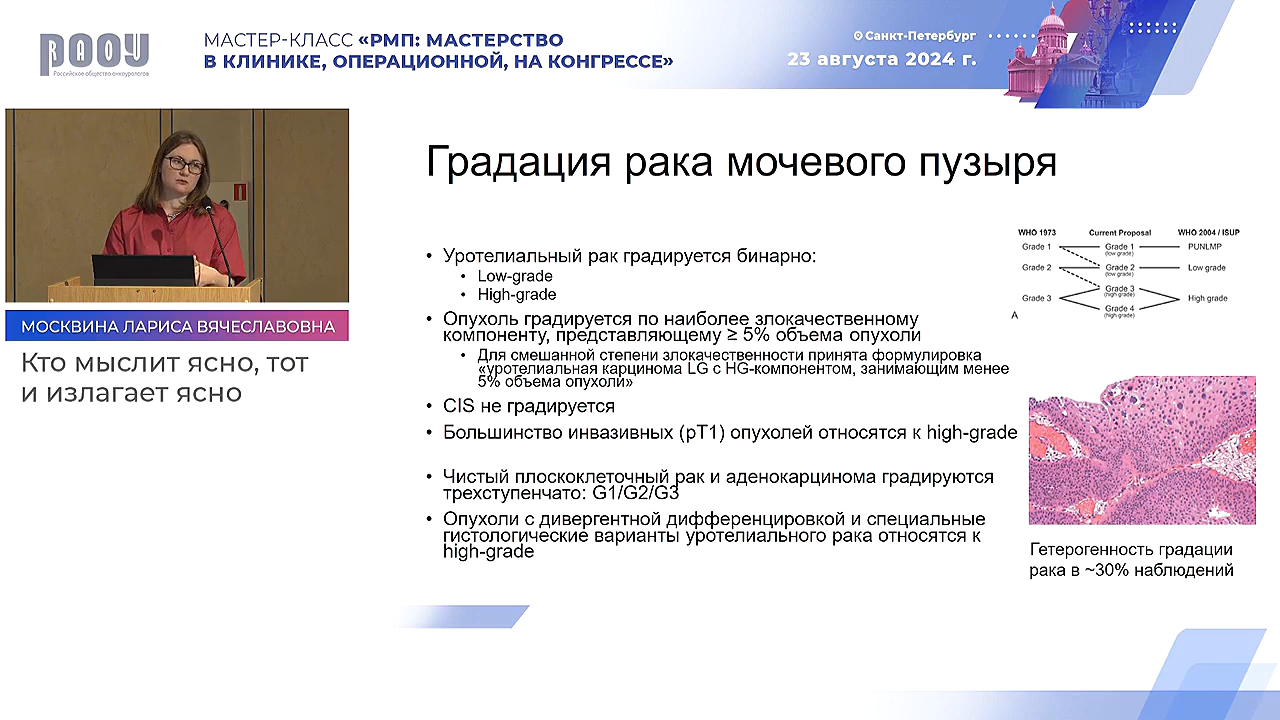 РАОУ
Российское общество онкоурологов
МАСТЕР-КЛАСС «РМП: МАСТЕРСТВО
В КЛИНИКЕ, ОПЕРАЦИОННОЙ, НА КОНГРЕССЕ»
Санкт-Петербург
23 августа 2024 г.
МОСКВИНА ЛАРИСА ВЯЧЕСЛАВОВНА
Кто мыслит ясно, тот
и излагает ясно
Градация рака мочевого пузыря
• Уротелиальный рак градируется бинарно:
• Low-grade
• High-grade
• Опухоль градируется по наиболее злокачественному
компоненту, представляющему ≥ 5% объема опухоли
• Для смешанной степени злокачественности принята формулировка
«уротелиальная карцинома LG с HG-компонентом, занимающим менее
5% объема опухоли»
• CIS не градируется
• Большинство инвазивных (pT1) опухолей относятся к high-grade
• Чистый плоскоклеточный рак и аденокарцинома градируются
трехступенчато: G1/G2/G3
• Опухоли с дивергентной дифференцировкой и специальные
гистологические варианты уротелиального рака относятся к
high-grade
WHO 1973 Current Proposal WHO 2004 / ISUP
Grade 1 Grade 1 PUNLMP
(low grade)
Grade 2 Grade 2 Low grade
(low grade)
Grade 3
(high grade)
Grade 3 High grade
Grade 4
(high grade)
A
Гетерогенность градации
рака в ~30% наблюдений